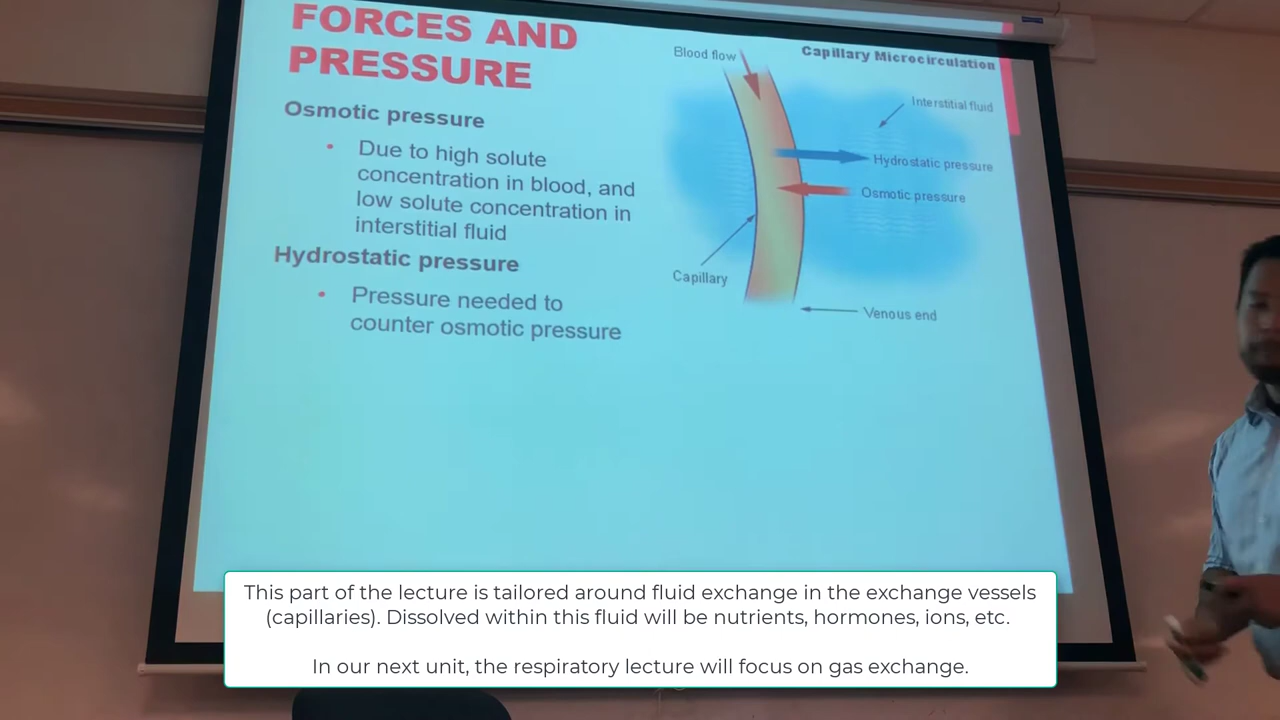 FORCES AND
PRESSURE
Osmotic pressure
• Due to high solute
concentration in blood, and
low solute concentration in
interstitial fluid
Hydrostatic pressure
• Pressure needed to
counter osmotic pressure
Capillary Microcirculation
Blood flow
Interstitial fluid
Hydrostatic pressure
Osmotic pressure
Capillary
Venous end
This part of the lecture is tailored around fluid exchange in the exchange vessels
(capillaries). Dissolved within this fluid will be nutrients, hormones, ions, etc.
In our next unit, the respiratory lecture will focus on gas exchange.